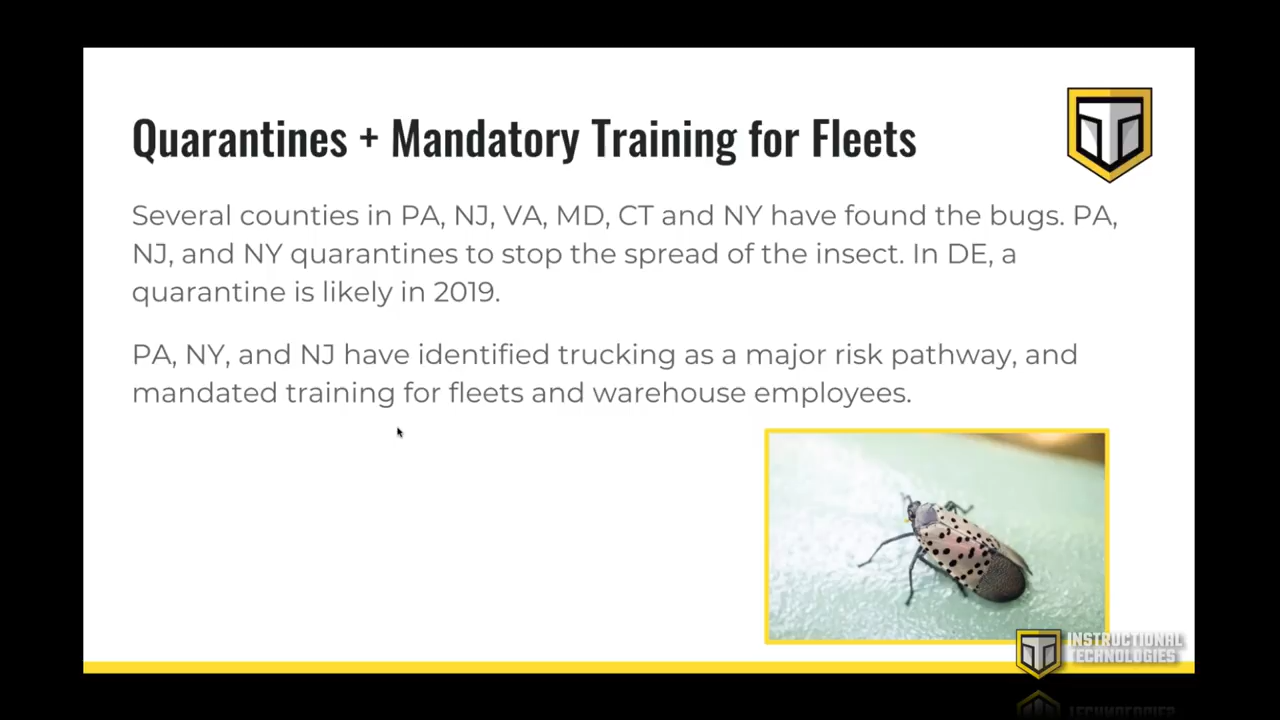 Quarantines + Mandatory Training for Fleets
Several counties in PA, NJ, VA, MD, CT and NY have found the bugs. PA,
NJ, and NY quarantines to stop the spread of the insect. In DE, a
quarantine is likely in 2019.
PA, NY, and NJ have identified trucking as a major risk pathway, and
mandated training for fleets and warehouse employees.
INSTRUCTIONAL
TECHNOLOGIES